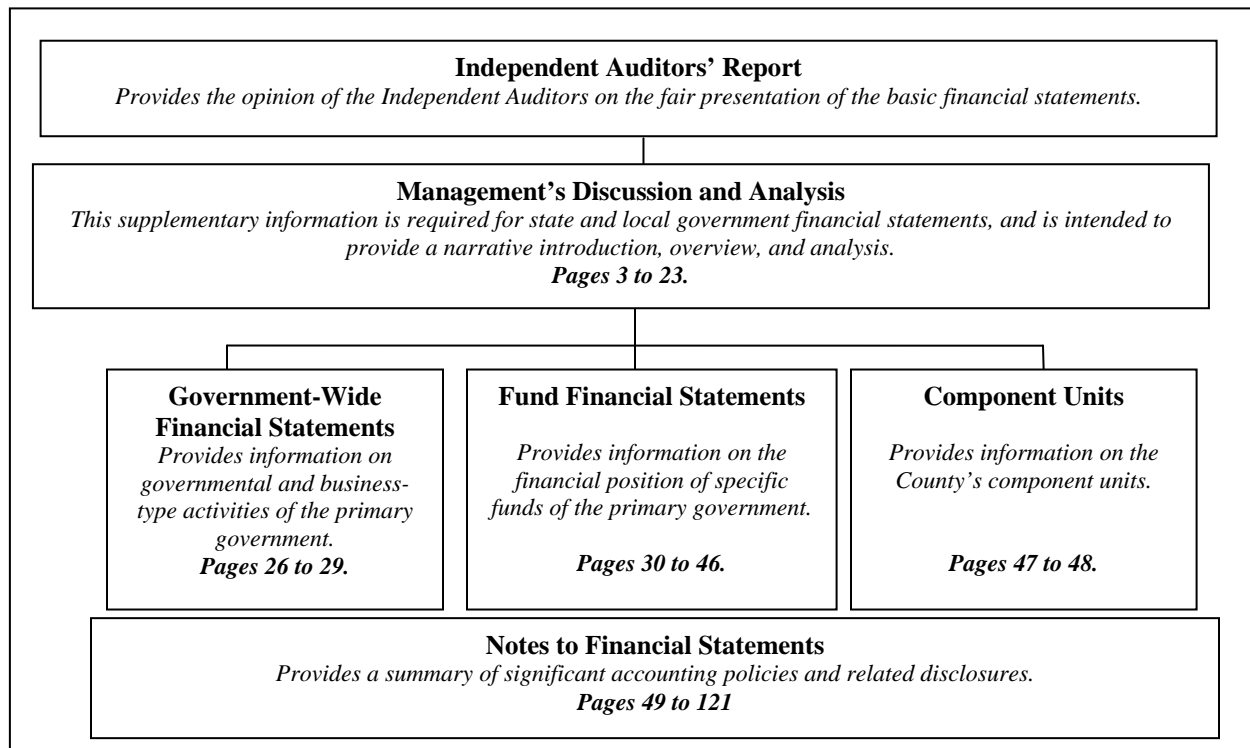 Independent Auditors’ Report
Provides the opinion of the Independent Auditors on the fair presentation of the basic financial statements.
Management’s Discussion and Analysis
This supplementary information is required for state and local government financial statements, and is intended to
provide a narrative introduction, overview, and analysis.
Pages 3 to 23.
Government-Wide
Financial Statements
Provides information on
governmental and business-
type activities of the primary
government.
Pages 26 to 29.
Fund Financial Statements
Provides information on the
financial position of specific
funds of the primary government.
Pages 30 to 46.
Component Units
Provides information on the
County’s component units.
Pages 47 to 48.
Notes to Financial Statements
Provides a summary of significant accounting policies and related disclosures.
Pages 49 to 121